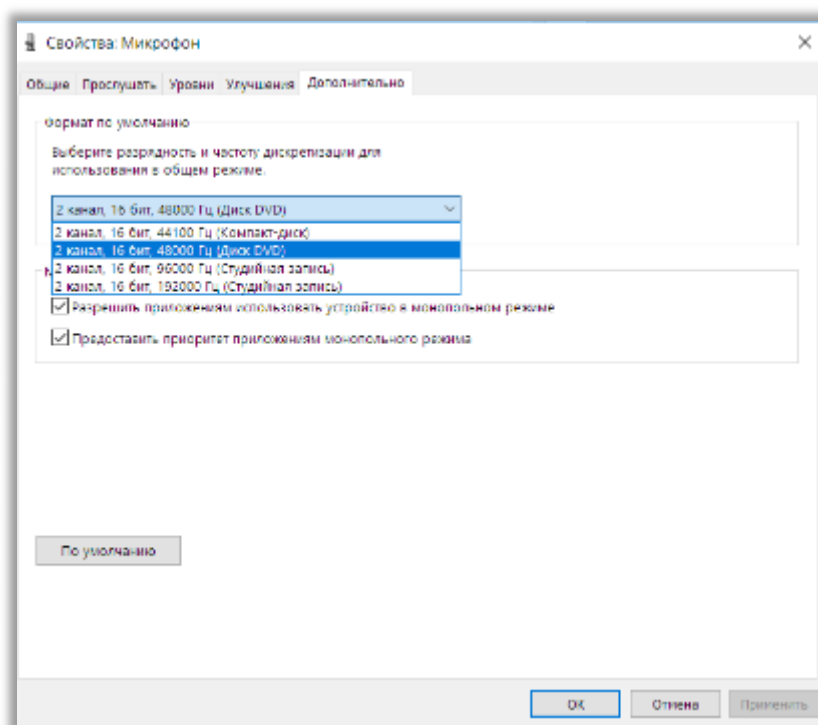 Свойства: Микрофон
Общие Прослушать Уровни Улучшения Дополнительно
Формат по умолчанию
Выберите разрядность и частоту дискретизации для
использования в общем режиме.
2 канал, 16 бит, 48000 Гц (Диск DVD)
2 канал, 16 бит, 44100 Гц (Компакт-диск)
2 канал, 16 бит, 48000 Гц (Диск DVD)
2 канал, 16 бит, 96000 Гц (Студийная запись)
2 канал, 16 бит, 192000 Гц (Студийная запись)
Разрешить приложениям использовать устройство в монопольном режиме
Предоставить приоритет приложениям монопольного режима
По умолчанию
ОК Отмена Применить